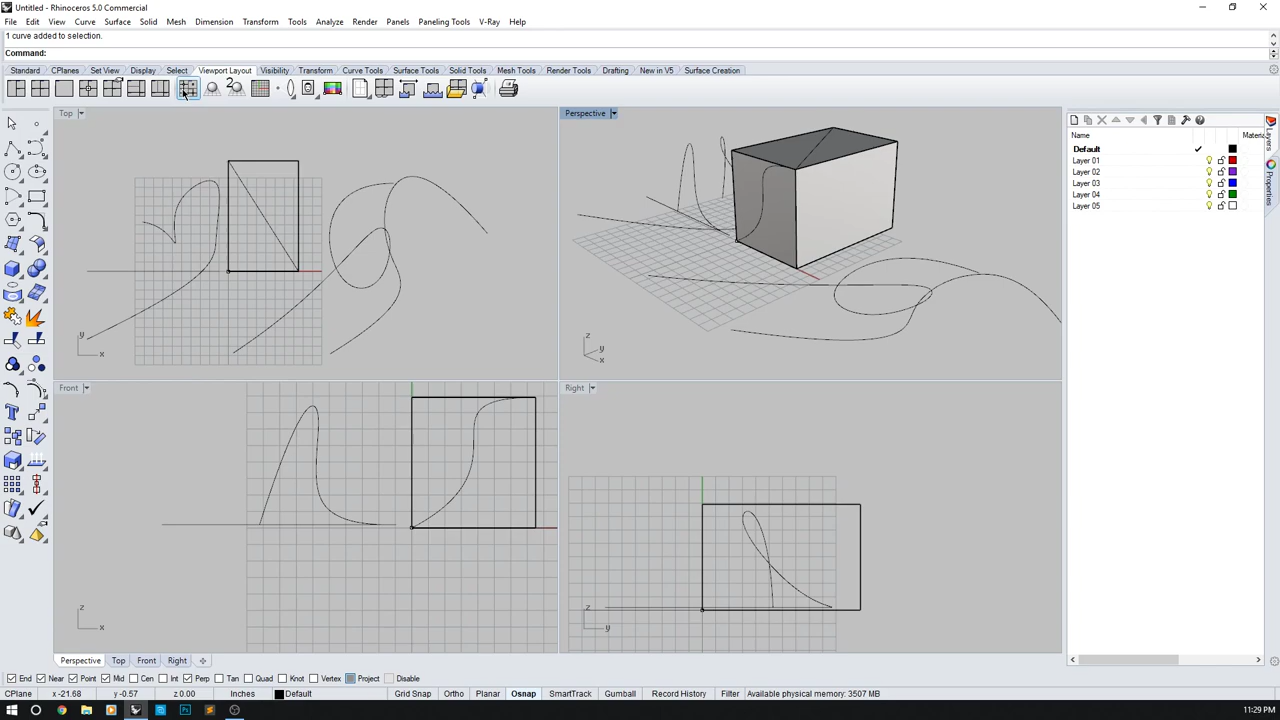 Untitled - Rhinoceros 5.0 Commercial
File Edit View Curve Surface Solid Mesh Dimension Transform Tools Analyze Render Panels Paneling Tools V-Ray Help
1 curve added to selection.
Command:
Standard CPlanes Set View Display Select Viewport Layout Visibility Transform Curve Tools Surface Tools Solid Tools Mesh Tools Render Tools Drafting New in V5 Surface Creation
2
Top
Perspective
Name Materi
Default
Layer 01
Layer 02
Layer 03
Layer 04
Layer 05
Layers
Properties
y
x
z
y
x
Front
Right
z
x
z
y
Perspective Top Front Right
End Near Point Mid Cen Int Perp Tan Quad Knot Vertex Project Disable
CPlane x -21.68 y -0.57 z 0.00 Inches Default Grid Snap Ortho Planar Osnap SmartTrack Gumball Record History Filter Available physical memory: 3507 MB
11:29 PM